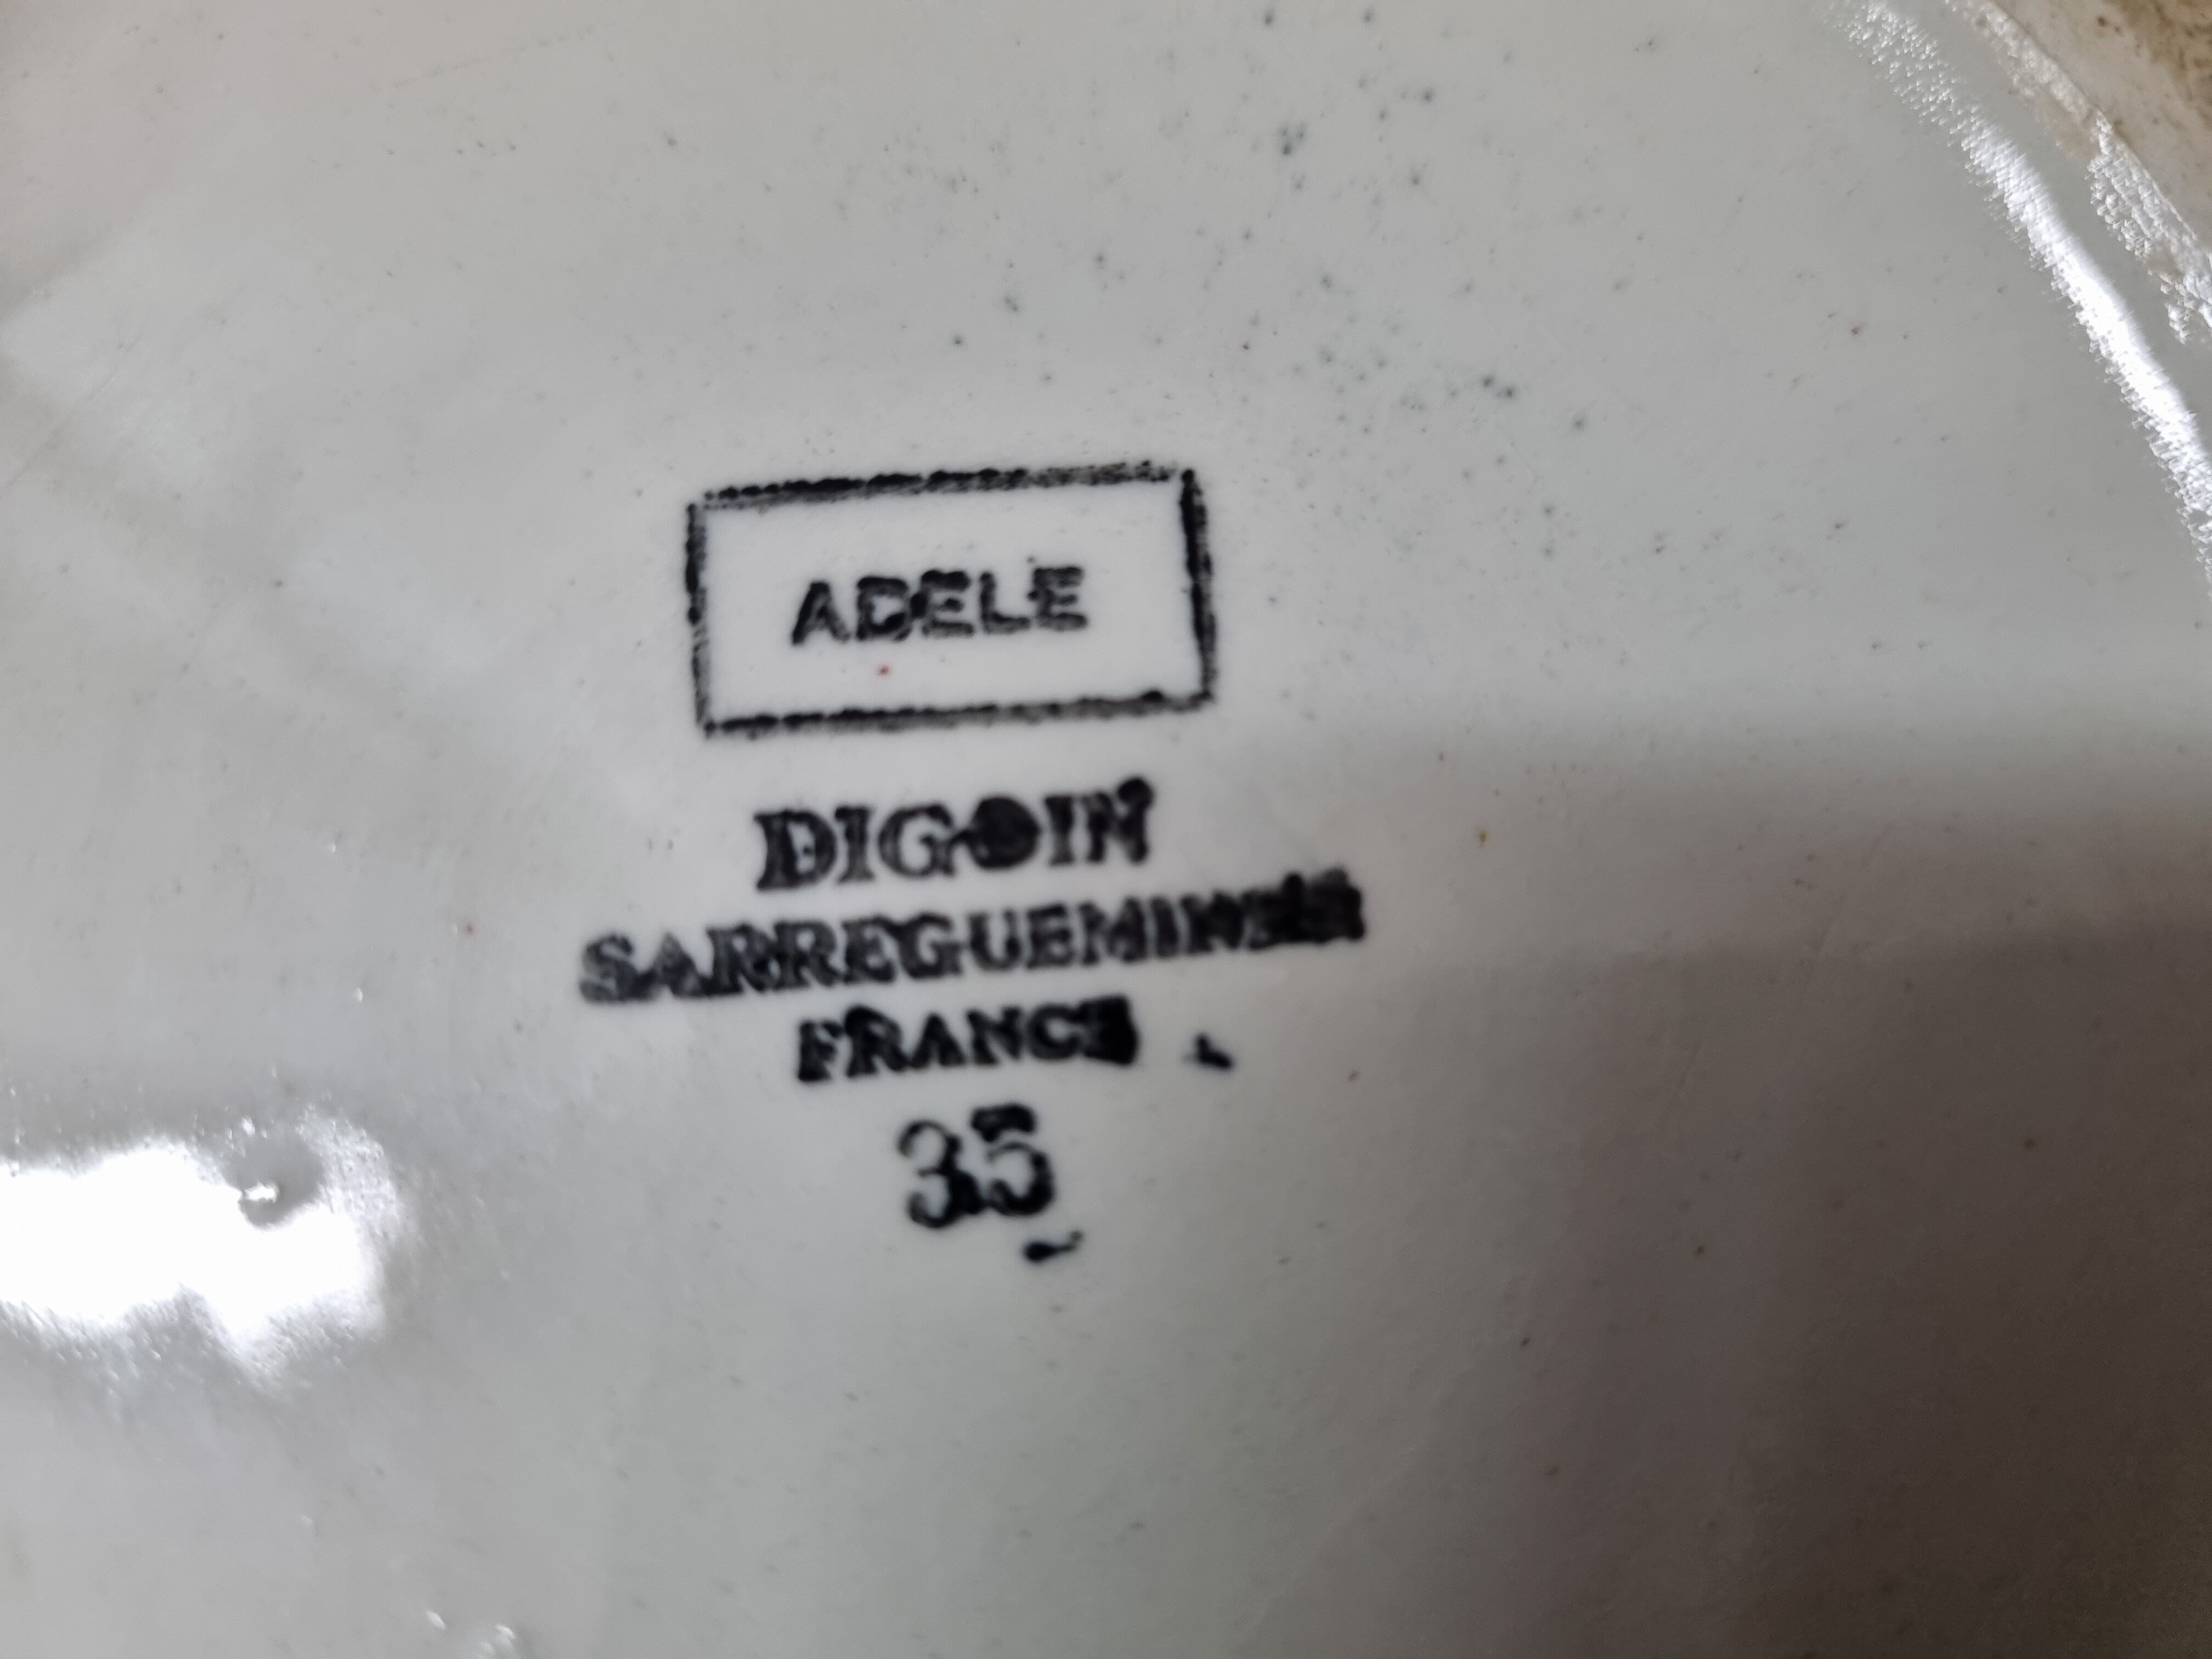 ADELE
DIGOIN
SARREGUEMINES
FRANCE
35